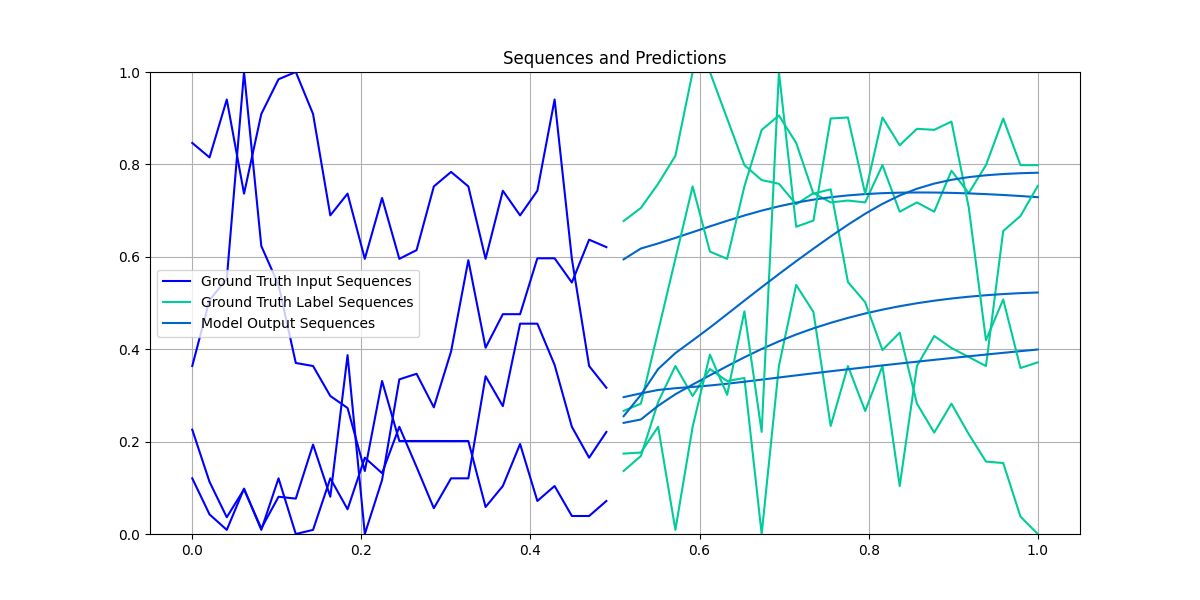 Sequences and Predictions
1.0
0.8
0.6
0.4
0.2
0.0
Ground Truth Input Sequences
Ground Truth Label Sequences
Model Output Sequences
0.0 0.2 0.4 0.6 0.8 1.0